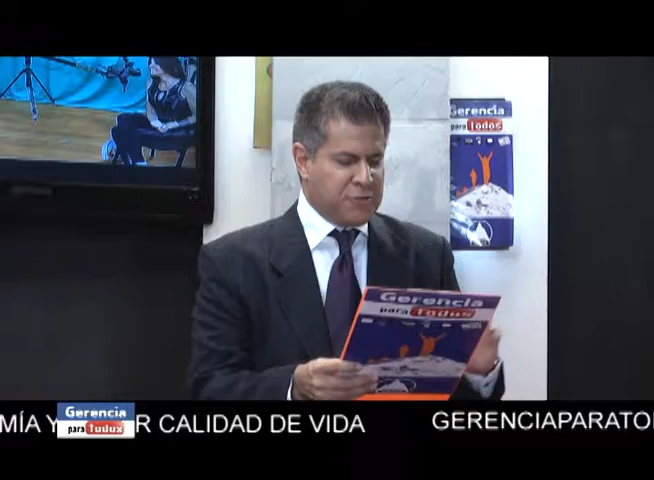 Gerencia
para Todos
Gerencia
para Todos
MÍA Y
Gerencia
para Todos
R CALIDAD DE VIDA
GERENCIAPARATO